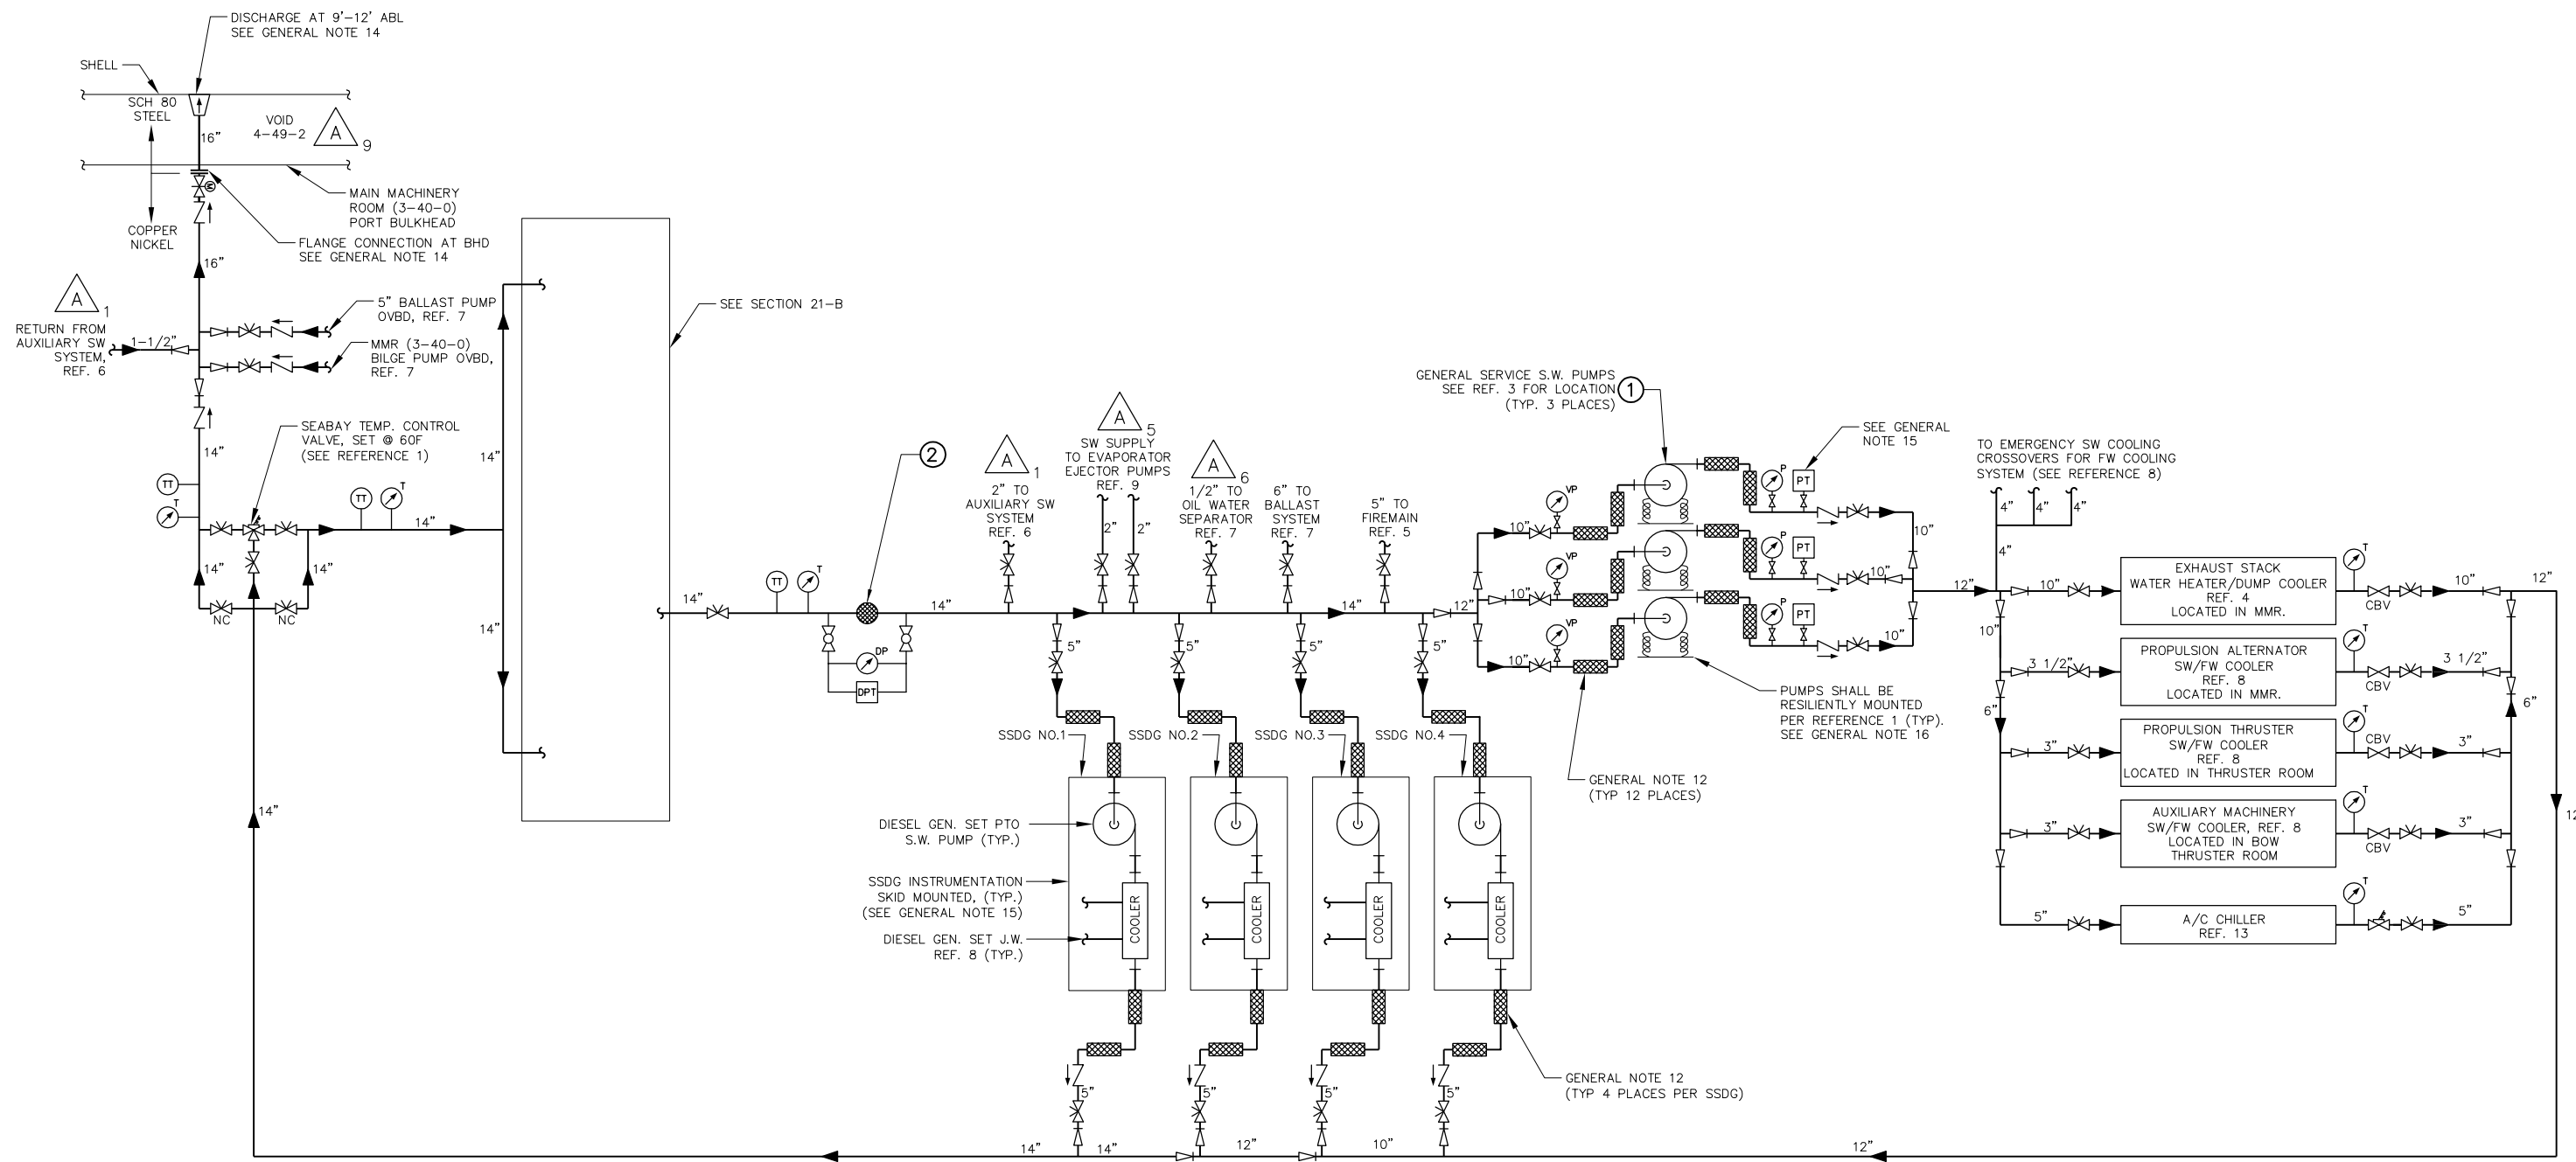 DISCHARGE AT 9'-12' ABL
SEE GENERAL NOTE 14
SHELL
SCH 80
STEEL
16"
VOID
4-49-2
A
9
MAIN MACHINERY
ROOM (3-40-0)
PORT BULKHEAD
M
COPPER
NICKEL
FLANGE CONNECTION AT BHD
SEE GENERAL NOTE 14
16"
A
1
RETURN FROM
AUXILIARY SW
SYSTEM,
REF. 6
1-1/2"
5" BALLAST PUMP
OVBD, REF. 7
MMR (3-40-0)
BILGE PUMP OVBD,
REF. 7
SEABAY TEMP. CONTROL
VALVE, SET @ 60F
(SEE REFERENCE 1)
14"
TT
T
TT
T
14"
14"
14"
NC
NC
14"
14"
14"
SEE SECTION 21-B
14"
TT
T
2
14"
DP
DPT
A
1
2" TO
AUXILIARY SW
SYSTEM
REF. 6
A
5
SW SUPPLY
TO EVAPORATOR
EJECTOR PUMPS
REF. 9
2"
2"
A
6
1/2" TO
OIL WATER
SEPARATOR
REF. 7
6" TO
BALLAST
SYSTEM
REF. 7
5" TO
FIREMAIN
REF. 5
14"
12"
5"
5"
5"
5"
SSDG NO.1
SSDG NO.2
SSDG NO.3
SSDG NO.4
DIESEL GEN. SET PTO
S.W. PUMP (TYP.)
SSDG INSTRUMENTATION
SKID MOUNTED, (TYP.)
(SEE GENERAL NOTE 15)
DIESEL GEN. SET J.W.
REF. 8 (TYP.)
COOLER
COOLER
COOLER
COOLER
5"
5"
5"
5"
GENERAL NOTE 12
(TYP 4 PLACES PER SSDG)
14"
14"
12"
10"
12"
GENERAL SERVICE S.W. PUMPS
SEE REF. 3 FOR LOCATION
(TYP. 3 PLACES)
1
VP
10"
VP
10"
VP
10"
P
PT
P
PT
P
PT
SEE GENERAL
NOTE 15
10"
10"
10"
PUMPS SHALL BE
RESILIENTLY MOUNTED
PER REFERENCE 1 (TYP).
SEE GENERAL NOTE 16
GENERAL NOTE 12
(TYP 12 PLACES)
TO EMERGENCY SW COOLING
CROSSOVERS FOR FW COOLING
SYSTEM (SEE REFERENCE 8)
4"
4"
4"
4"
12"
10"
EXHAUST STACK
WATER HEATER/DUMP COOLER
REF. 4
LOCATED IN MMR.
T
CBV
10"
12"
10"
3 1/2"
PROPULSION ALTERNATOR
SW/FW COOLER
REF. 8
LOCATED IN MMR.
T
CBV
3 1/2"
6"
6"
3"
PROPULSION THRUSTER
SW/FW COOLER
REF. 8
LOCATED IN THRUSTER ROOM
T
CBV
3"
3"
AUXILIARY MACHINERY
SW/FW COOLER, REF. 8
LOCATED IN BOW
THRUSTER ROOM
T
CBV
3"
5"
A/C CHILLER
REF. 13
T
5"